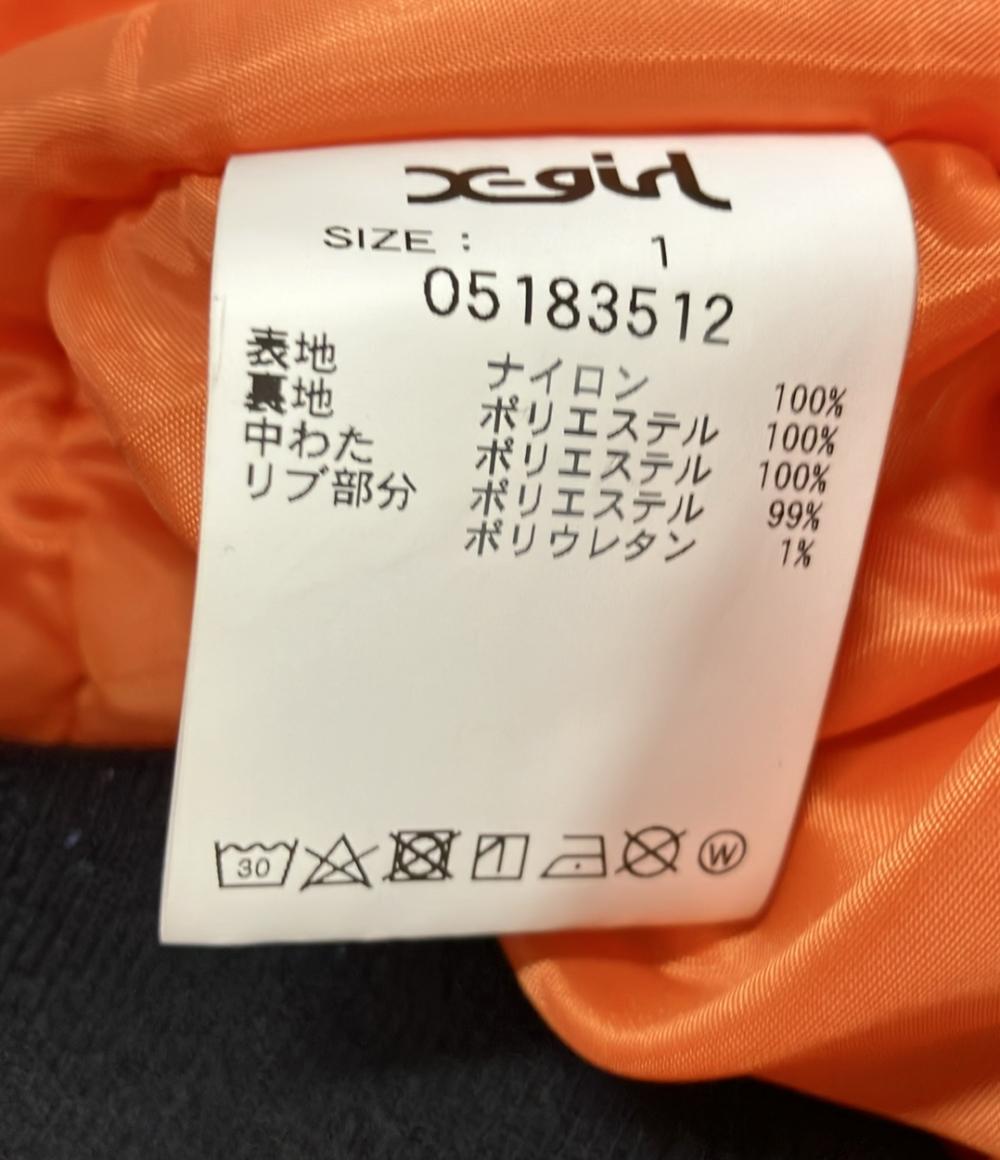 X-girl
SIZE : 1
05183512
表地 ナイロン 100%
裏地 ポリエステル 100%
中わた ポリエステル 100%
リブ部分 ポリエステル 99%
ポリウレタン 1%
30
W